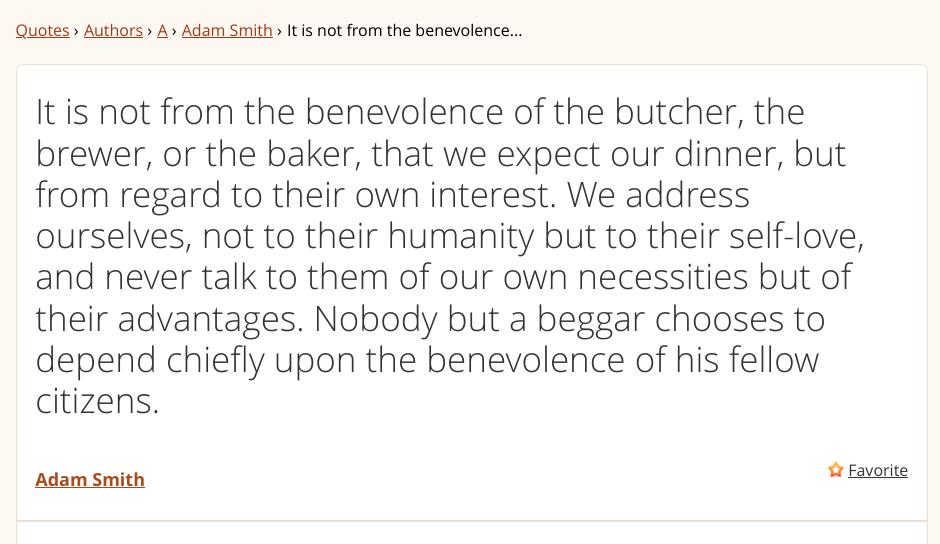 Quotes › Authors › A › Adam Smith › It is not from the benevolence...
It is not from the benevolence of the butcher, the
brewer, or the baker, that we expect our dinner, but
from regard to their own interest. We address
ourselves, not to their humanity but to their self-love,
and never talk to them of our own necessities but of
their advantages. Nobody but a beggar chooses to
depend chiefly upon the benevolence of his fellow
citizens.
Adam Smith
Favorite